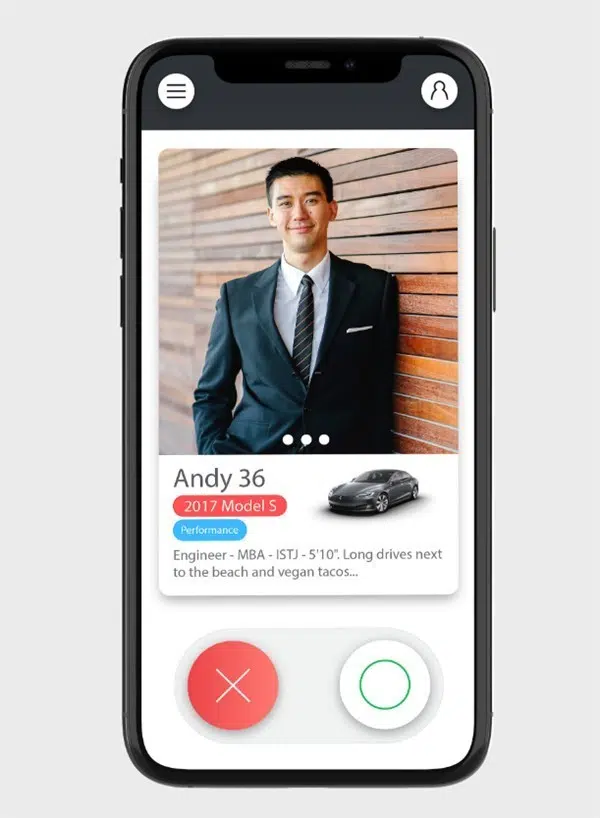 Andy 36
2017 Model S
Performance
Engineer - MBA - ISTJ - 5'10". Long drives next
to the beach and vegan tacos...